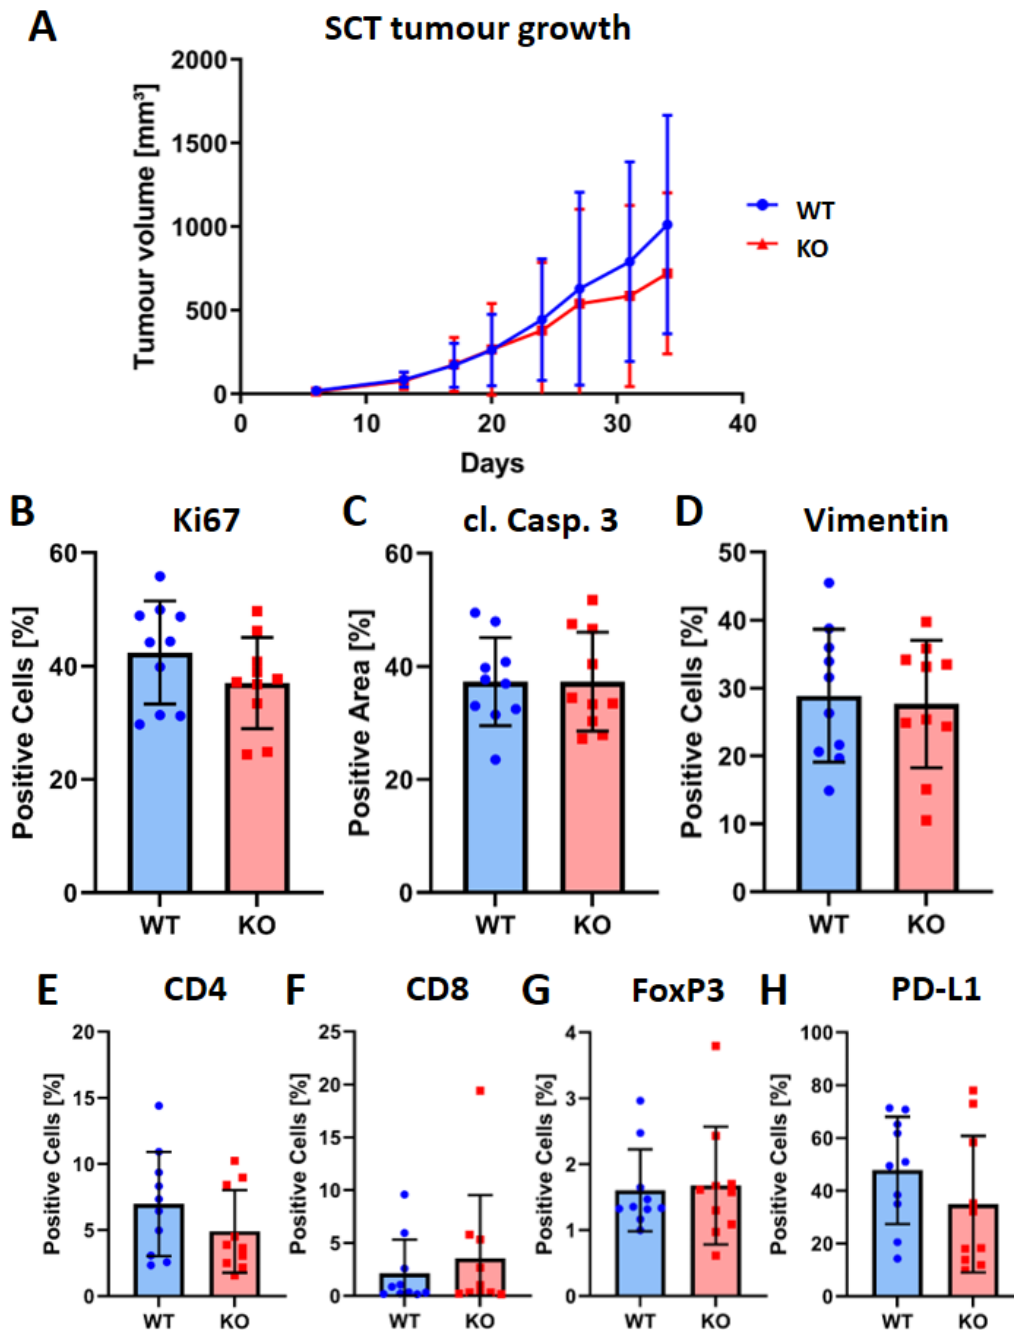 A
SCT tumour growth
Tumour volume [mm³]
2000
1500
1000
500
0
0 10 20 30 40
Days
WT
KO
B
Ki67
Positive Cells [%]
60
40
20
0
WT KO
C
cl. Casp. 3
Positive Area [%]
60
40
20
0
WT KO
D
Vimentin
Positive Cells [%]
50
40
30
20
10
0
WT KO
E
CD4
Positive Cells [%]
20
15
10
5
0
WT KO
F
CD8
Positive Cells [%]
25
20
15
10
5
0
WT KO
G
FoxP3
Positive Cells [%]
4
3
2
1
0
WT KO
H
PD-L1
Positive Cells [%]
100
80
60
40
20
0
WT KO